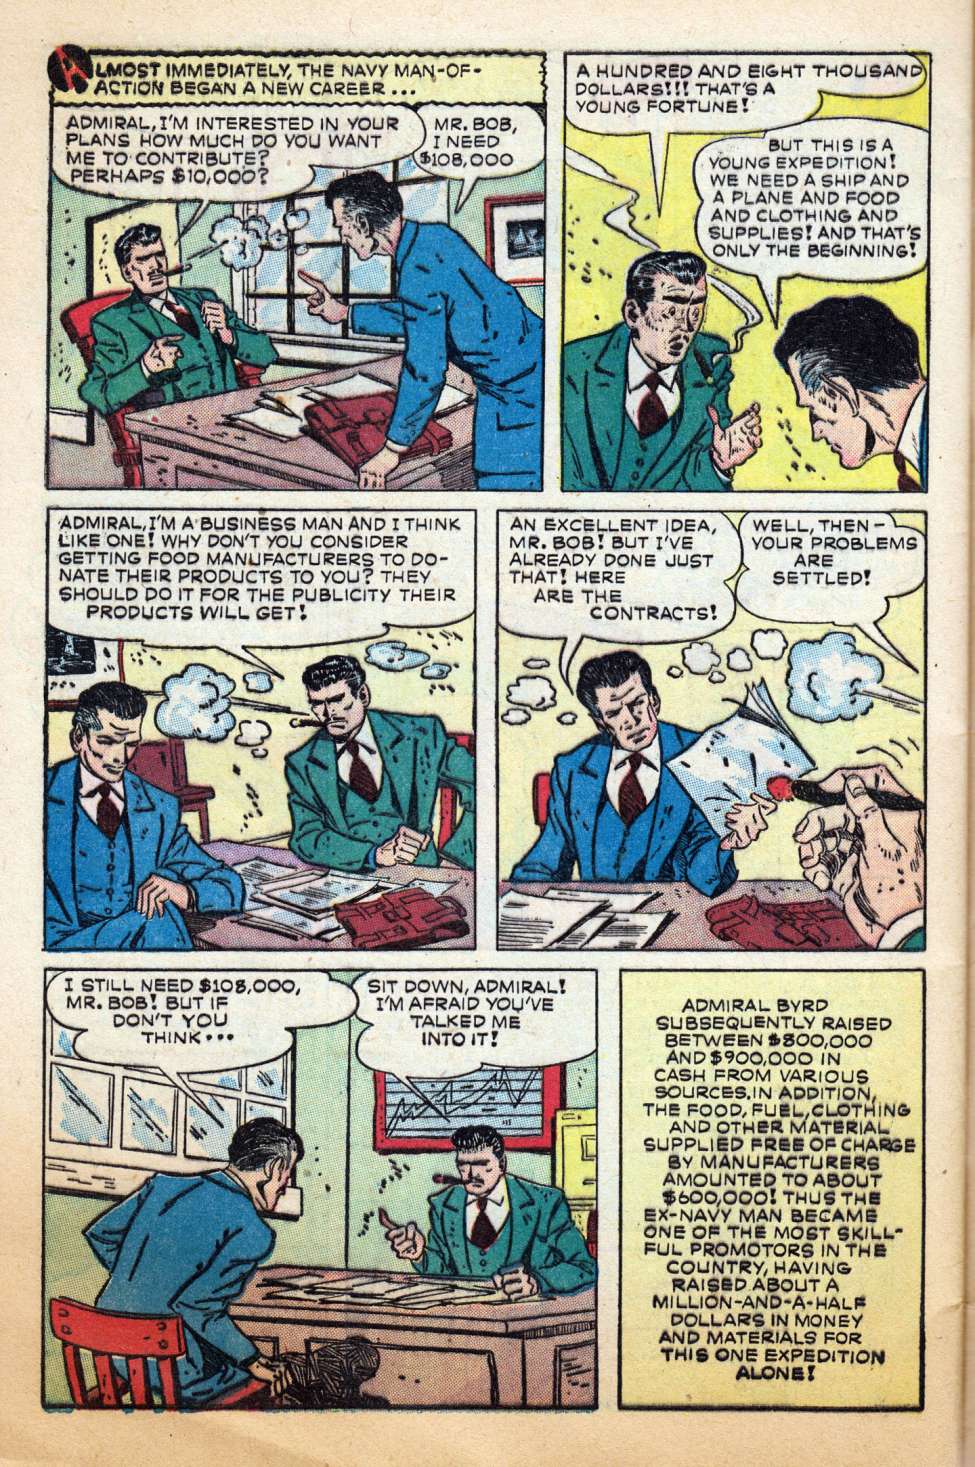 ALMOST IMMEDIATELY, THE NAVY MAN-OF-
ACTION BEGAN A NEW CAREER...
ADMIRAL, I'M INTERESTED IN YOUR
PLANS HOW MUCH DO YOU WANT
ME TO CONTRIBUTE?
PERHAPS $10,000?
MR. BOB,
I NEED
$108,000
A HUNDRED AND EIGHT THOUSAND
DOLLARS!!! THAT'S A
YOUNG FORTUNE!
BUT THIS IS A
YOUNG EXPEDITION!
WE NEED A SHIP AND
A PLANE AND FOOD
AND CLOTHING AND
SUPPLIES! AND THAT'S
ONLY THE BEGINNING!
ADMIRAL, I'M A BUSINESS MAN AND I THINK
LIKE ONE! WHY DON'T YOU CONSIDER
GETTING FOOD MANUFACTURERS TO DO-
NATE THEIR PRODUCTS TO YOU? THEY
SHOULD DO IT FOR THE PUBLICITY THEIR
PRODUCTS WILL GET!
AN EXCELLENT IDEA,
MR. BOB! BUT I'VE
ALREADY DONE JUST
THAT! HERE
ARE THE
CONTRACTS!
WELL, THEN-
YOUR PROBLEMS
ARE
SETTLED!
I STILL NEED $108,000,
MR. BOB! BUT IF
DON'T YOU
THINK...
SIT DOWN, ADMIRAL!
I'M AFRAID YOU'VE
TALKED ME
INTO IT!
ADMIRAL BYRD
SUBSEQUENTLY RAISED
BETWEEN $800,000
AND $900,000 IN
CASH FROM VARIOUS
SOURCES. IN ADDITION,
THE FOOD, FUEL, CLOTHING
AND OTHER MATERIAL
SUPPLIED FREE OF CHARGE
BY MANUFACTURERS
AMOUNTED TO ABOUT
$600,000! THUS THE
EX-NAVY MAN BECAME
ONE OF THE MOST SKILL-
FUL PROMOTORS IN THE
COUNTRY, HAVING
RAISED ABOUT A
MILLION-AND-A-HALF
DOLLARS IN MONEY
AND MATERIALS FOR
THIS ONE EXPEDITION
ALONE!